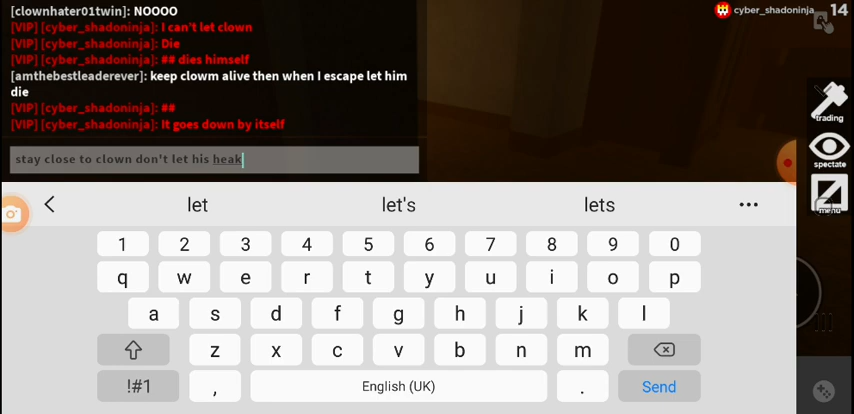 [clownhater01twin]: NOOOO
[VIP] [cyber_shadoninja]: I can't let clown
[VIP] [cyber_shadoninja]: Die
[VIP] [cyber_shadoninja]: ## dies himself
[amthebestleaderever]: keep clowm alive then when I escape let him
die
[VIP] [cyber_shadoninja]: ##
[VIP] [cyber_shadoninja]: It goes down by itself
stay close to clown don't let his heak
cyber_shadoninja 14
trading
spectate
menu
let let's lets
1 2 3 4 5 6 7 8 9 0
q w e r t y u i o p
a s d f g h j k l
z x c v b n m
!#1 , English (UK) . Send